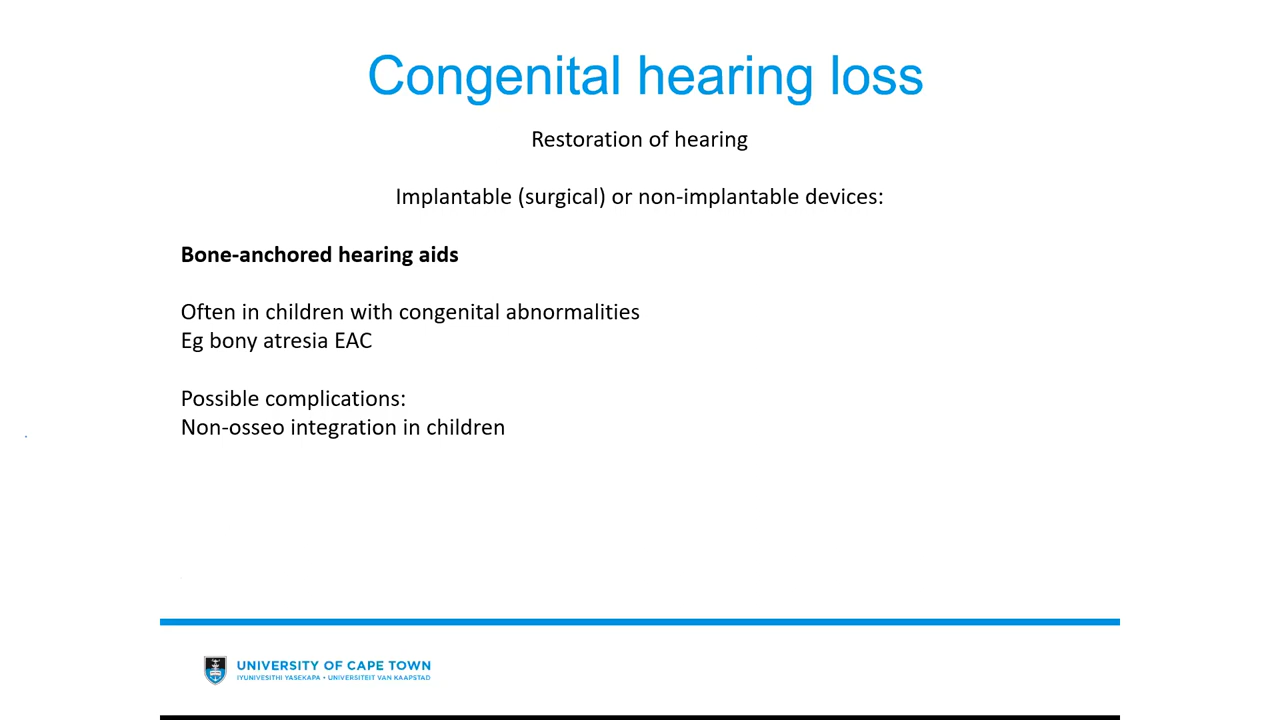 Congenital hearing loss
Restoration of hearing
Implantable (surgical) or non-implantable devices:
Bone-anchored hearing aids
Often in children with congenital abnormalities
Eg bony atresia EAC
Possible complications:
Non-osseo integration in children
UNIVERSITY OF CAPE TOWN
IYUNIVESITHI YASEKAPA • UNIVERSITEIT VAN KAAPSTAD